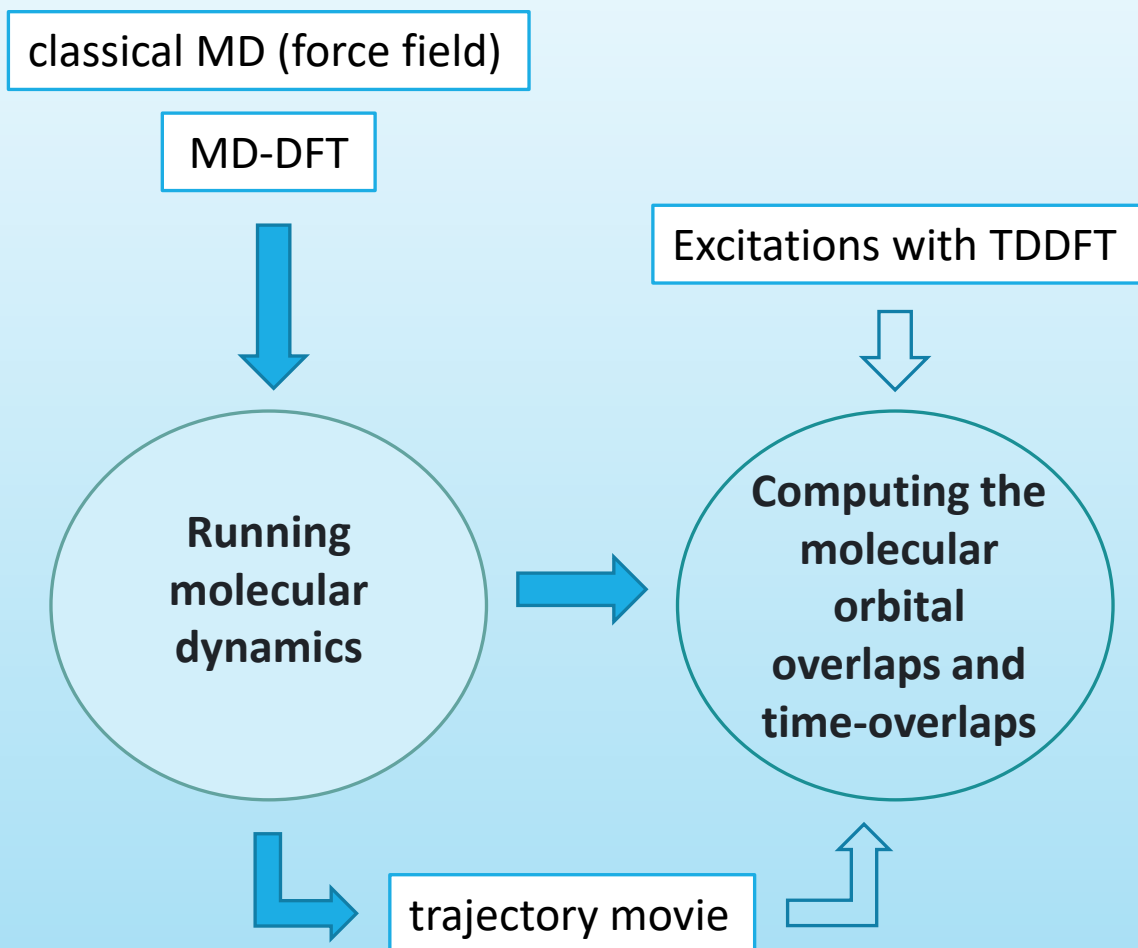 classical MD (force field)
MD-DFT
Excitations with TDDFT
Running
molecular
dynamics
Computing the
molecular
orbital
overlaps and
time-overlaps
trajectory movie